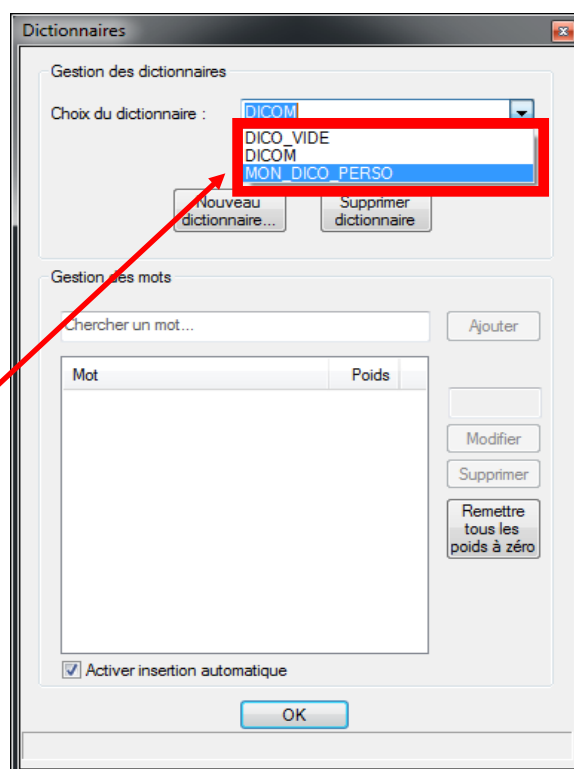 Dictionnaires
Gestion des dictionnaires
Choix du dictionnaire : DICOM
DICO_VIDE
DICOM
MON_DICO_PERSO
Nouveau dictionnaire...
Supprimer dictionnaire
Gestion des mots
Chercher un mot...
Ajouter
Mot Poids
Modifier
Supprimer
Remettre
tous les
poids à zéro
Activer insertion automatique
OK